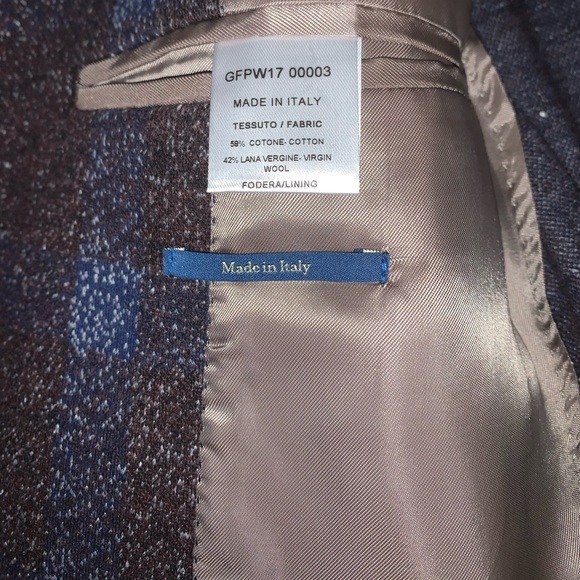 GFPW17 00003
MADE IN ITALY
TESSUTO / FABRIC
58% COTONE- COTTON
42% LANA VERGINE- VIRGIN
WOOL
FODERA/LINING
Made in Italy